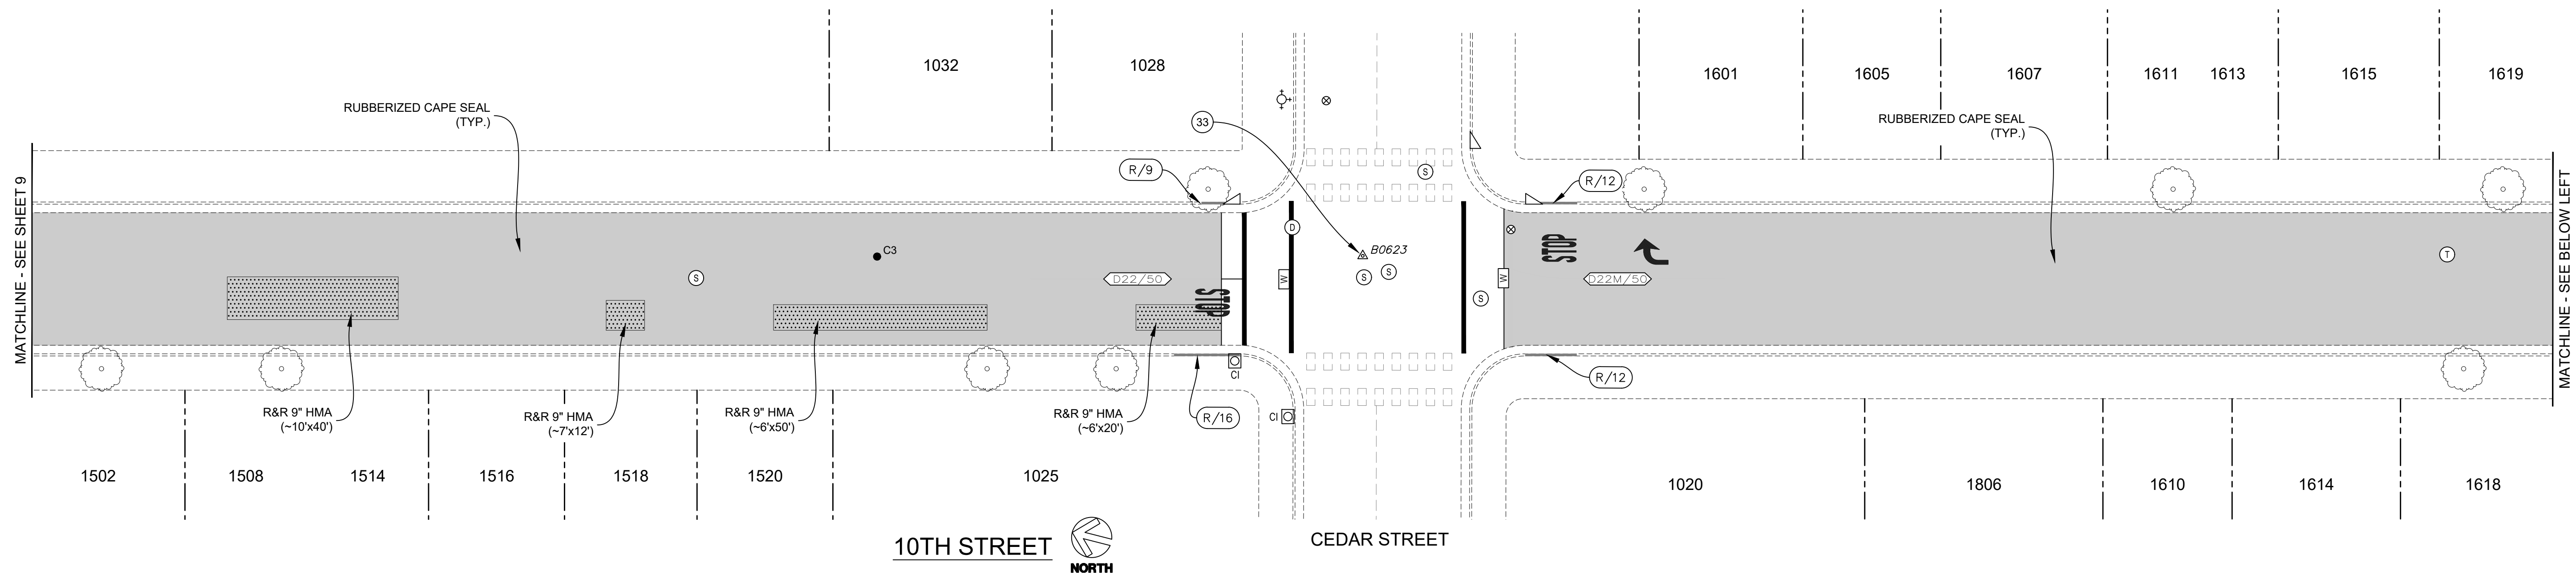 1032
1028
1601
1605
1607
1611
1613
1615
1619
RUBBERIZED CAPE SEAL
(TYP.)
33
RUBBERIZED CAPE SEAL
(TYP.)
R/9
S
R/12
MATCHLINE - SEE SHEET 9
MATCHLINE - SEE BELOW LEFT
D
B0623
C3
STOP
T
S
D22/50
W
S
S
W
D22M/50
STOP
S
CI
R/12
R&R 9" HMA
(~10'x40')
R&R 9" HMA
(~7'x12')
R&R 9" HMA
(~6'x50')
R&R 9" HMA
(~6'x20')
R/16
CI
1502
1508
1514
1516
1518
1520
1025
1020
1806
1610
1614
1618
10TH STREET
NORTH
CEDAR STREET